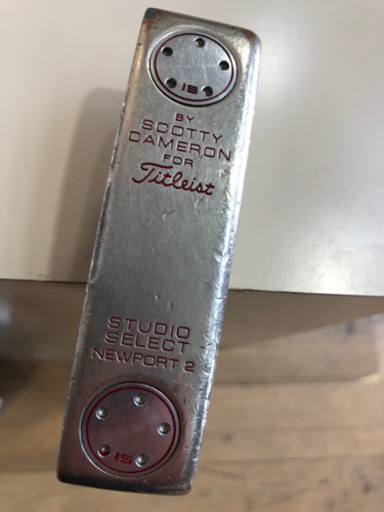 15
BY
SCOTTY
CAMERON
FOR
Titleist
STUDIO
SELECT
NEWPORT 2
15